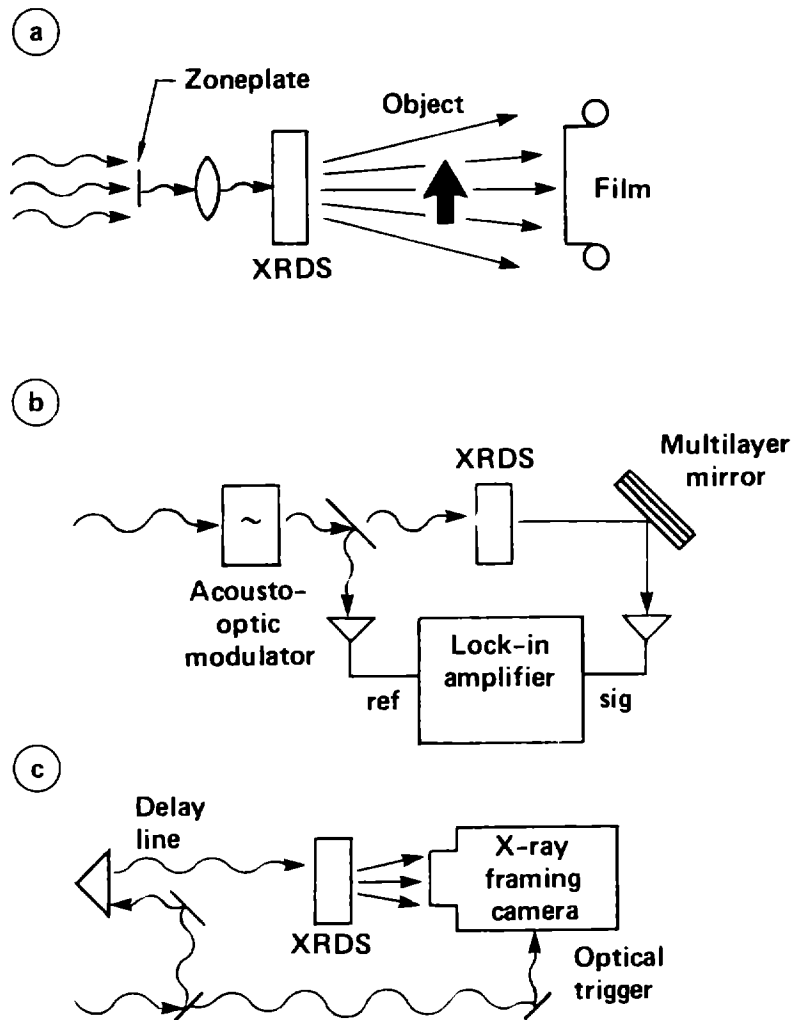 a
Zoneplate
Object
Film
XRDS
b
XRDS
Multilayer
mirror
~
Acousto-
optic
modulator
Lock-in
amplifier
ref
sig
c
Delay
line
X-ray
framing
camera
XRDS
Optical
trigger